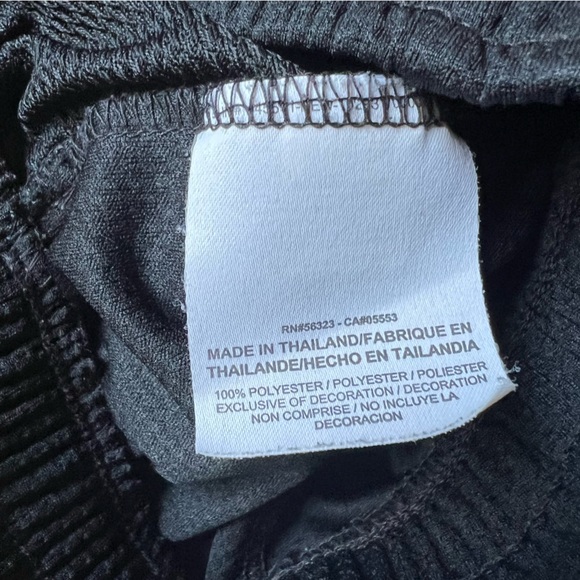 RN#56323 - CA#05553
MADE IN THAILAND/FABRIQUE EN
THAILANDE/HECHO EN TAILANDIA
100% POLYESTER / POLYESTER / POLIESTER
EXCLUSIVE OF DECORATION / DECORATION
NON COMPRISE / NO INCLUYE LA
DECORACION